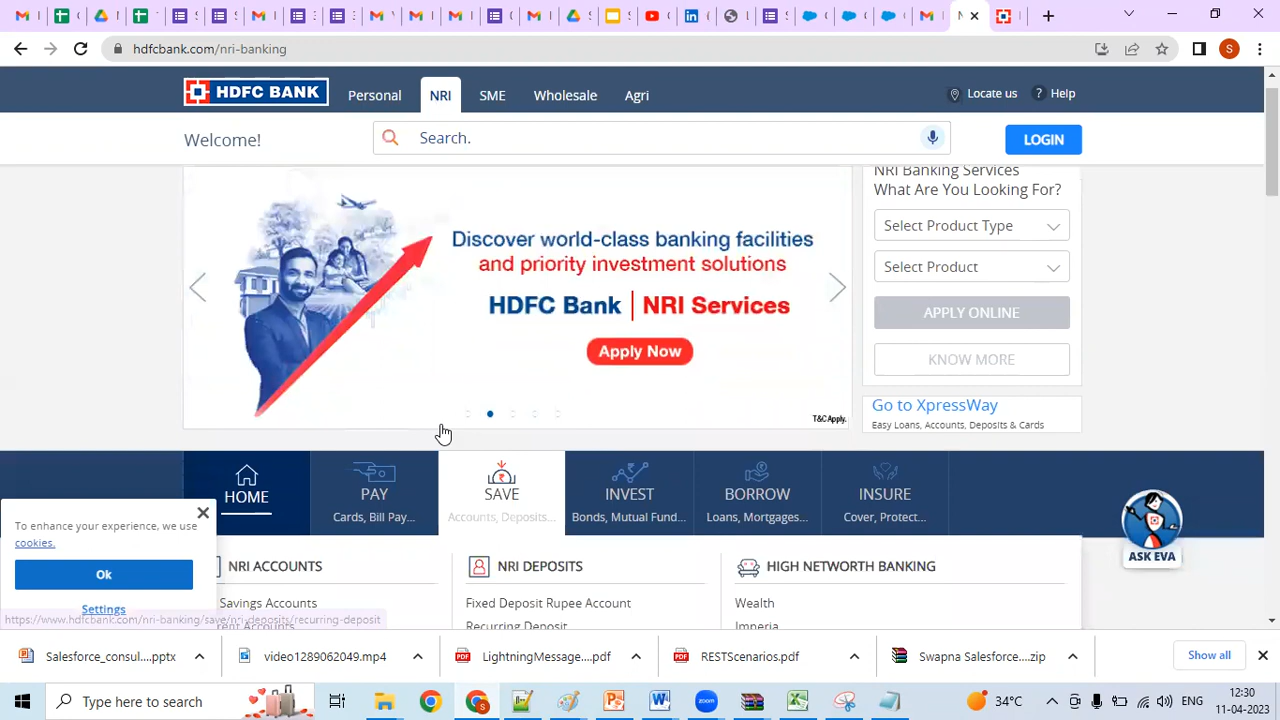 hdfcbank.com/nri-banking
S
HDFC BANK
Personal
NRI
SME
Wholesale
Agri
Locate us
? Help
Welcome!
Search.
LOGIN
Discover world-class banking facilities
and priority investment solutions
HDFC Bank | NRI Services
Apply Now
T&C Apply.
NRI Banking Services
What Are You Looking For?
Select Product Type
Select Product
APPLY ONLINE
KNOW MORE
Go to XpressWay
Easy Loans, Accounts, Deposits & Cards
HOME
PAY
Cards, Bill Pay...
SAVE
Accounts, Deposits...
INVEST
Bonds, Mutual Fund...
BORROW
Loans, Mortgages...
INSURE
Cover, Protect...
ASK EVA
To enhance your experience, we use
cookies.
Ok
Settings
NRI ACCOUNTS
Savings Accounts
NRI DEPOSITS
Fixed Deposit Rupee Account
Recurring Deposit
HIGH NETWORTH BANKING
Wealth
Imperia
https://www.hdfcbank.com/nri-banking/save/nri-deposits/recurring-deposit
Salesforce_consul....pptx
video1289062049.mp4
LightningMessage....pdf
RESTScenarios.pdf
Swapna Salesforce....zip
Show all
Type here to search
34°C
ENG
12:30
11-04-2023